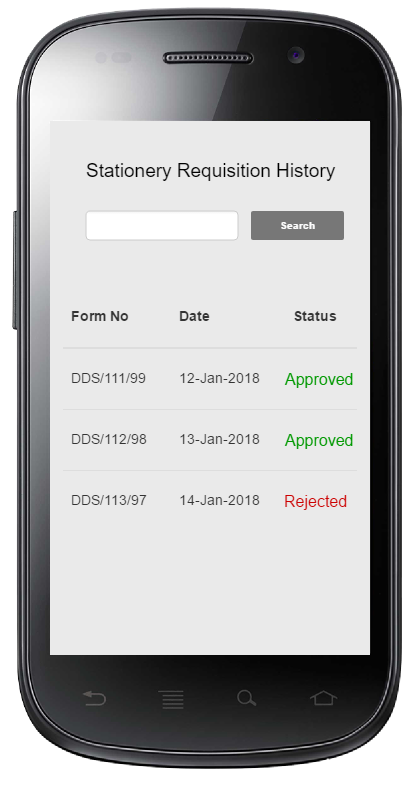 Stationery Requisition History
Search
Form No Date Status
DDS/111/99 12-Jan-2018 Approved
DDS/112/98 13-Jan-2018 Approved
DDS/113/97 14-Jan-2018 Rejected